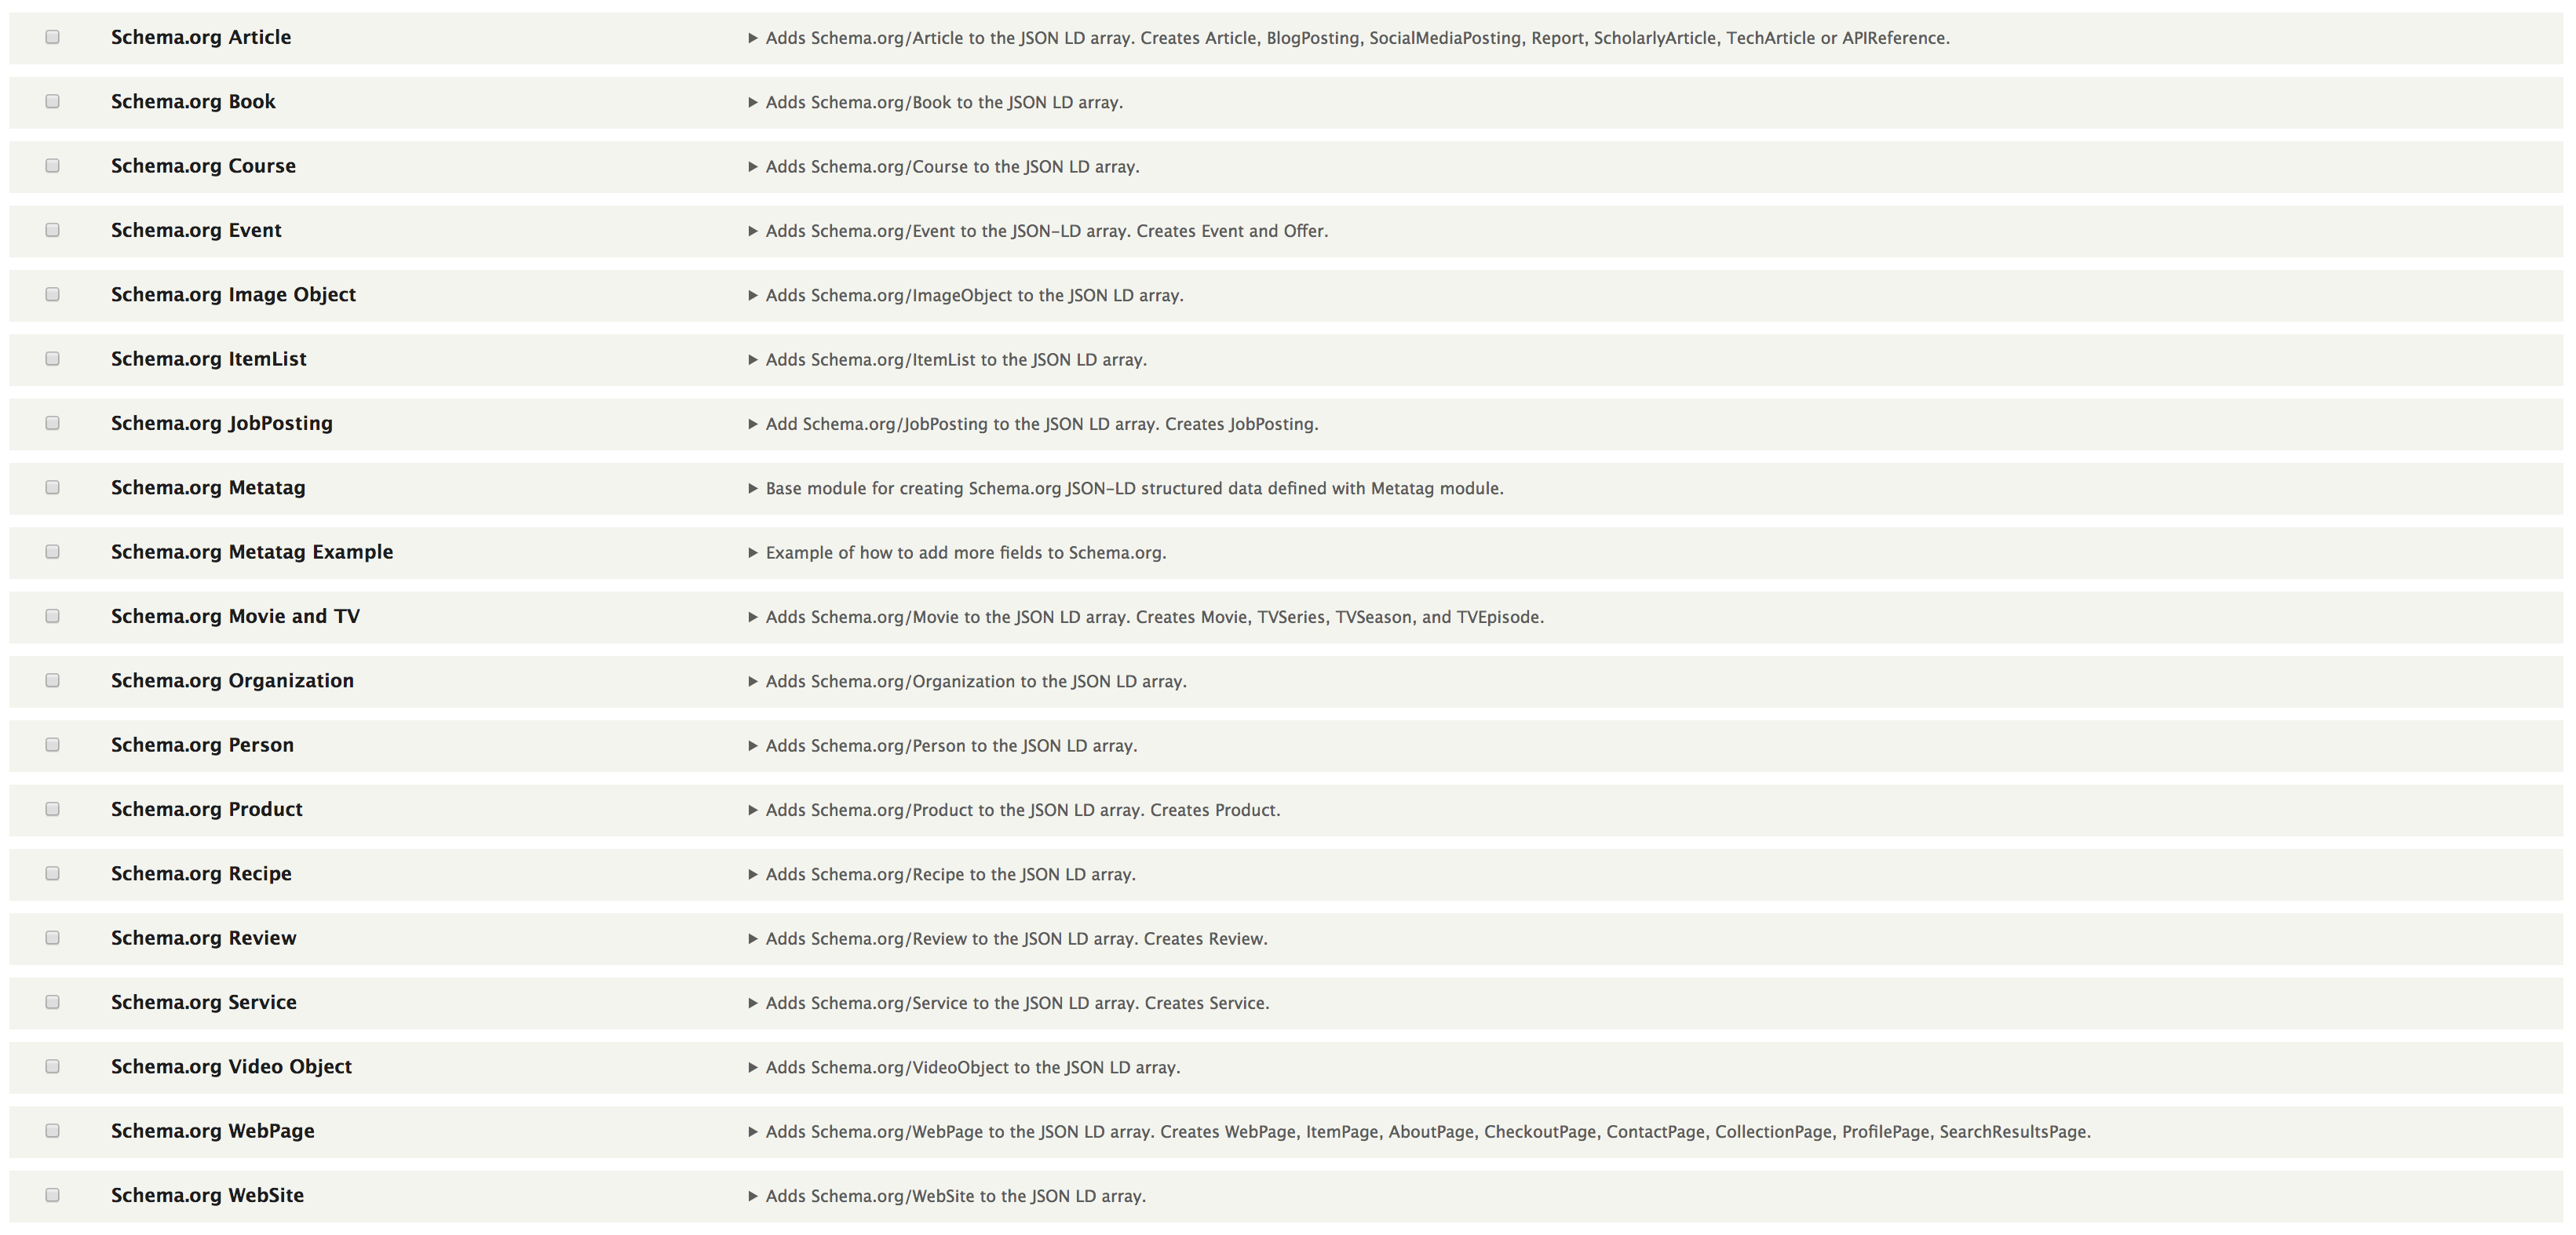 Schema.org Article ▶ Adds Schema.org/Article to the JSON LD array. Creates Article, BlogPosting, SocialMediaPosting, Report, ScholarlyArticle, TechArticle or APIReference.
Schema.org Book ▶ Adds Schema.org/Book to the JSON LD array.
Schema.org Course ▶ Adds Schema.org/Course to the JSON LD array.
Schema.org Event ▶ Adds Schema.org/Event to the JSON-LD array. Creates Event and Offer.
Schema.org Image Object ▶ Adds Schema.org/ImageObject to the JSON LD array.
Schema.org ItemList ▶ Adds Schema.org/ItemList to the JSON LD array.
Schema.org JobPosting ▶ Add Schema.org/JobPosting to the JSON LD array. Creates JobPosting.
Schema.org Metatag ▶ Base module for creating Schema.org JSON-LD structured data defined with Metatag module.
Schema.org Metatag Example ▶ Example of how to add more fields to Schema.org.
Schema.org Movie and TV ▶ Adds Schema.org/Movie to the JSON LD array. Creates Movie, TVSeries, TVSeason, and TVEpisode.
Schema.org Organization ▶ Adds Schema.org/Organization to the JSON LD array.
Schema.org Person ▶ Adds Schema.org/Person to the JSON LD array.
Schema.org Product ▶ Adds Schema.org/Product to the JSON LD array. Creates Product.
Schema.org Recipe ▶ Adds Schema.org/Recipe to the JSON LD array.
Schema.org Review ▶ Adds Schema.org/Review to the JSON LD array. Creates Review.
Schema.org Service ▶ Adds Schema.org/Service to the JSON LD array. Creates Service.
Schema.org Video Object ▶ Adds Schema.org/VideoObject to the JSON LD array.
Schema.org WebPage ▶ Adds Schema.org/WebPage to the JSON LD array. Creates WebPage, ItemPage, AboutPage, CheckoutPage, ContactPage, CollectionPage, ProfilePage, SearchResultsPage.
Schema.org WebSite ▶ Adds Schema.org/WebSite to the JSON LD array.